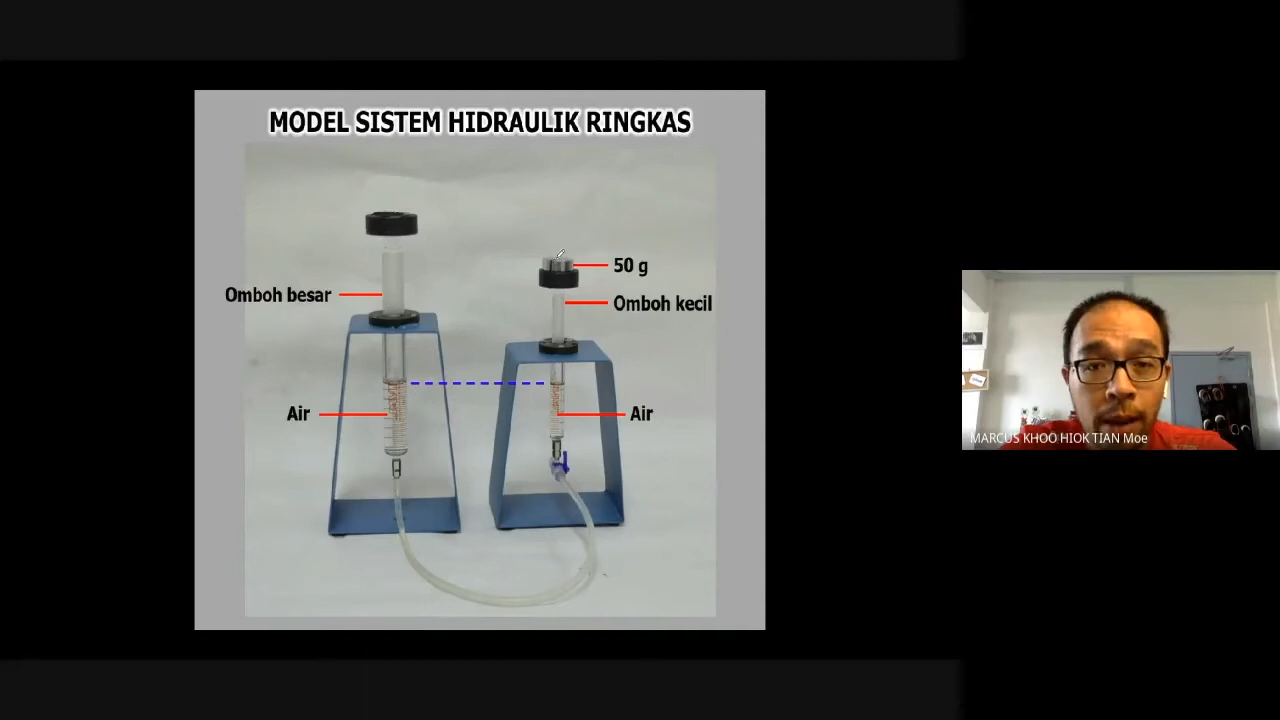 MODEL SISTEM HIDRAULIK RINGKAS
50 g
Omboh besar
Omboh kecil
Air
Air
MARCUS KHOO HIOK TIAN Moe